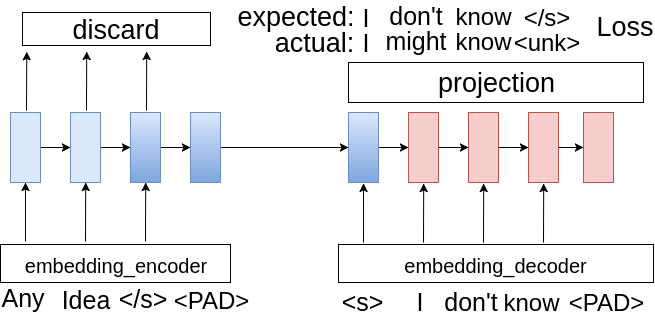 discard
expected: I don't know </s> Loss
actual: I might know <unk>
projection
embedding_encoder
embedding_decoder
Any Idea </s> <PAD>
<s> I don't know <PAD>